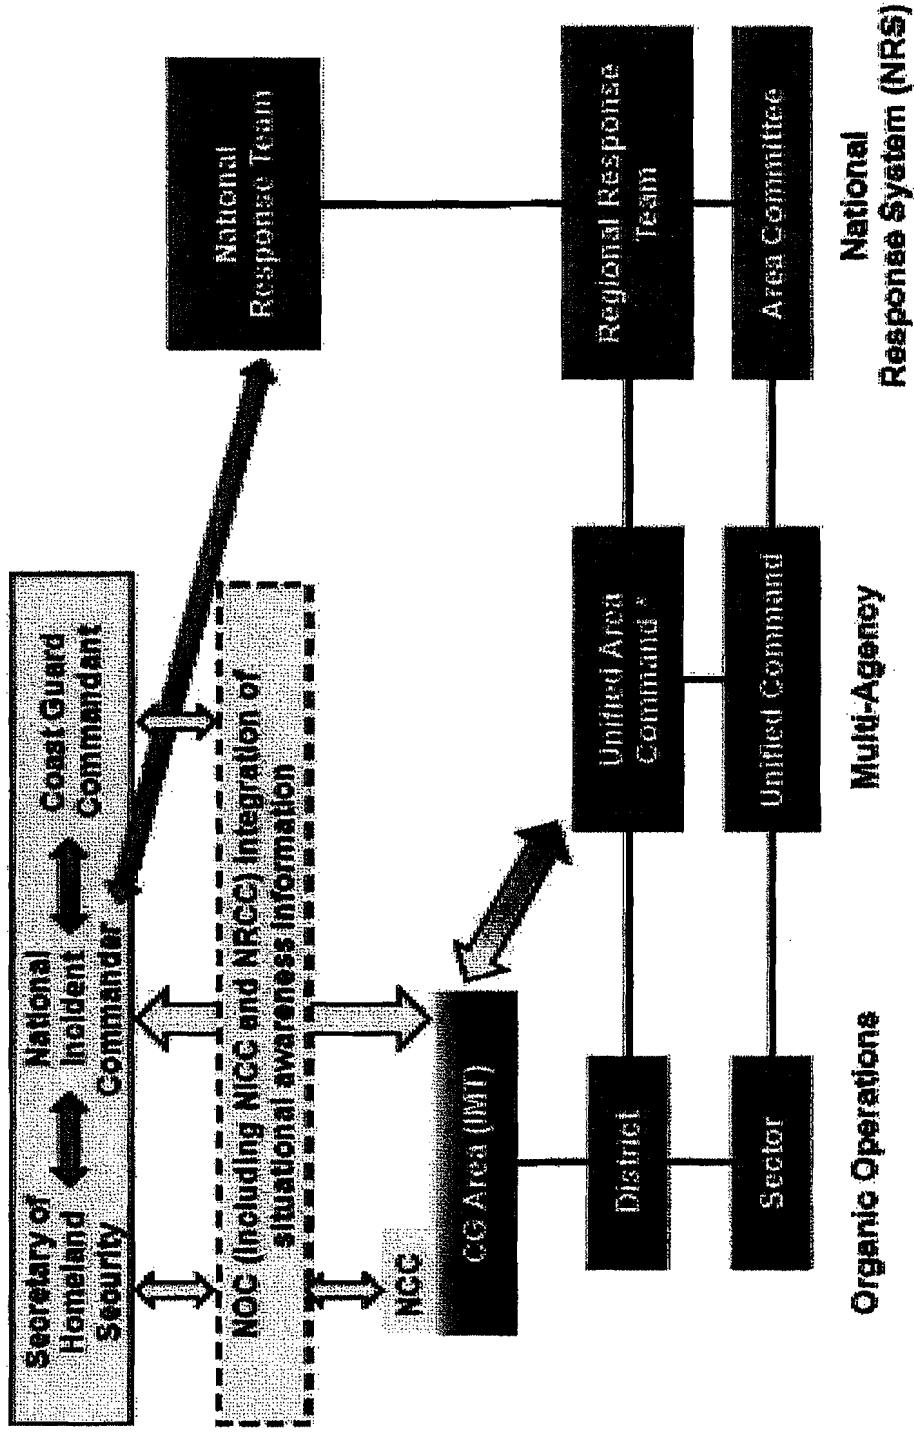 Secretary of
Homeland
Security
National
Incident
Commander
Coast Guard
Commandant
NOC (Including NICC and NRCC) Integration of
situational awareness information
NCC
CG Area (IMT)
National
Response Team
District
Unified Area
Command *
Regional Response
Team
Sector
Unified Command
Area Committee
Organic Operations
Multi-Agency
National
Response System (NRS)